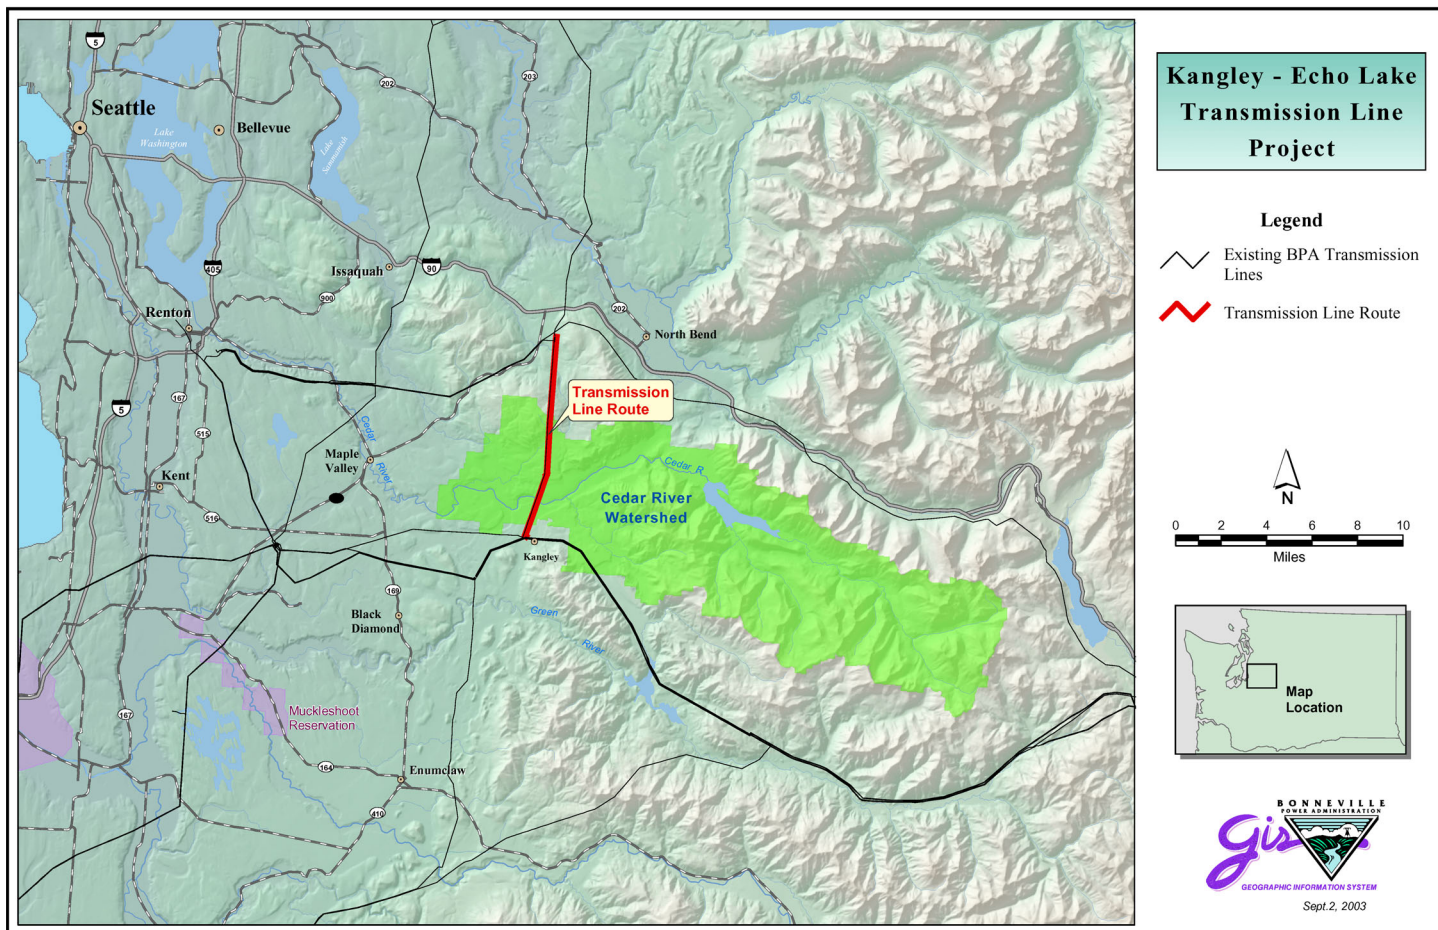 Kangley - Echo Lake
Transmission Line
Project
Legend
Existing BPA Transmission
Lines
Transmission Line Route
N
0 2 4 6 8 10
Miles
Map
Location
BONNEVILLE
POWER ADMINISTRATION
Gis
GEOGRAPHIC INFORMATION SYSTEM
Sept.2, 2003
5
Seattle
Lake
Washington
Bellevue
Lake
Sammamish
202
203
Issaquah
90
405
900
Renton
202
North Bend
Transmission
Line Route
167
5
515
Cedar
River
Maple
Valley
Kent
516
Cedar R
Cedar River
Watershed
Kangley
169
Black
Diamond
Green
River
Muckleshoot
Reservation
167
164
Enumclaw
410